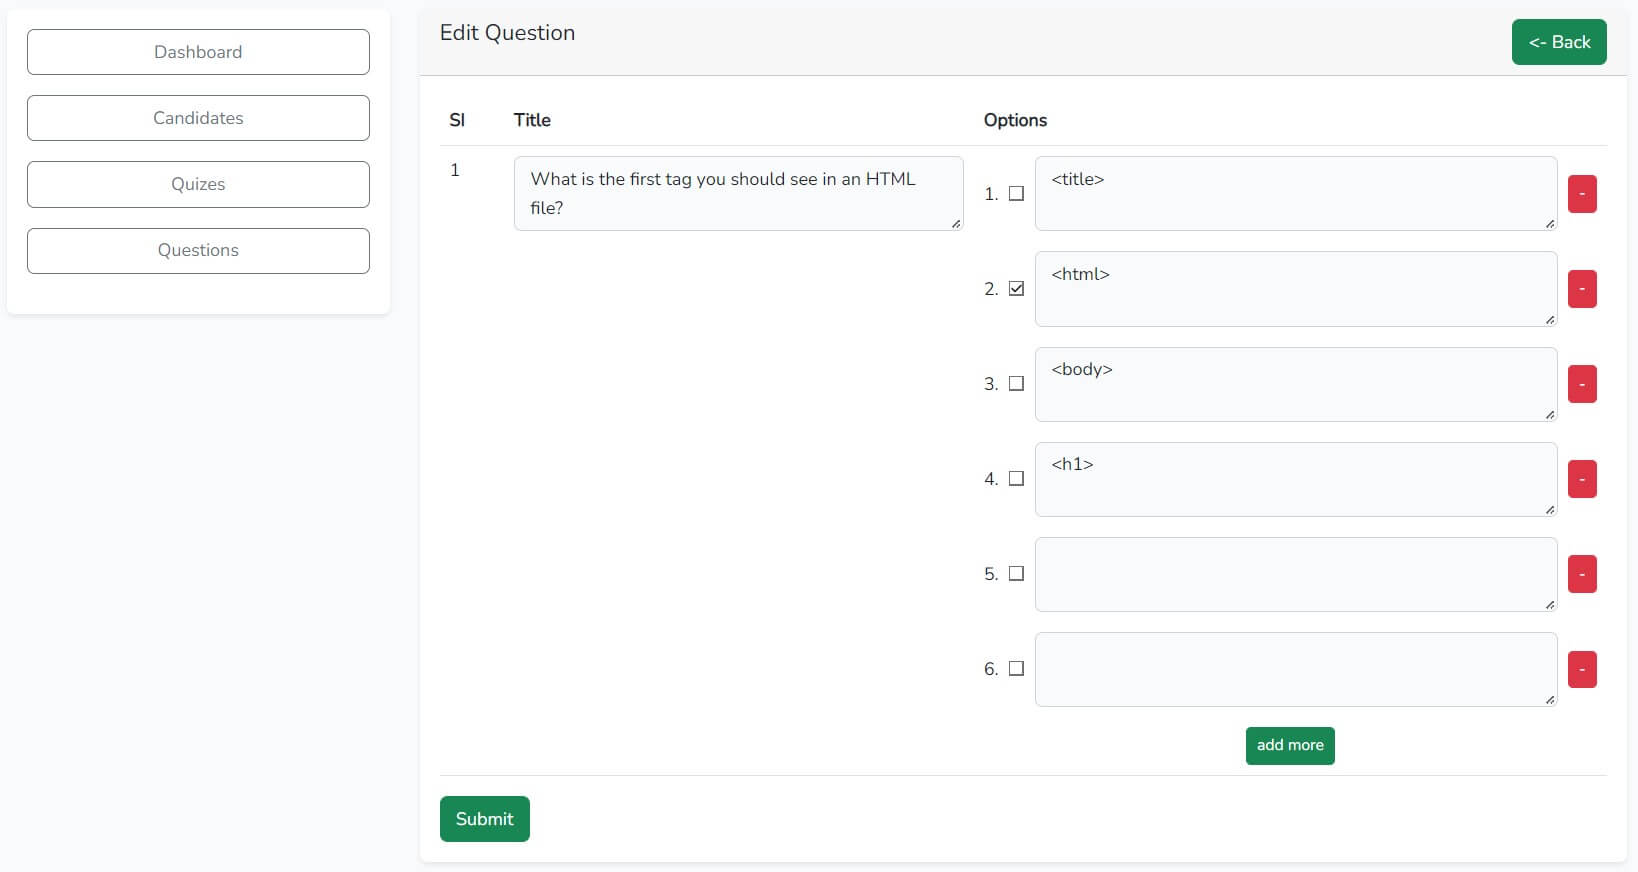 Dashboard
Candidates
Quizes
Questions
Edit Question
<- Back
Sl Title Options
1 What is the first tag you should see in an HTML
file?
1. <title> -
2. <html> -
3. <body> -
4. <h1> -
5. -
6. -
add more
Submit